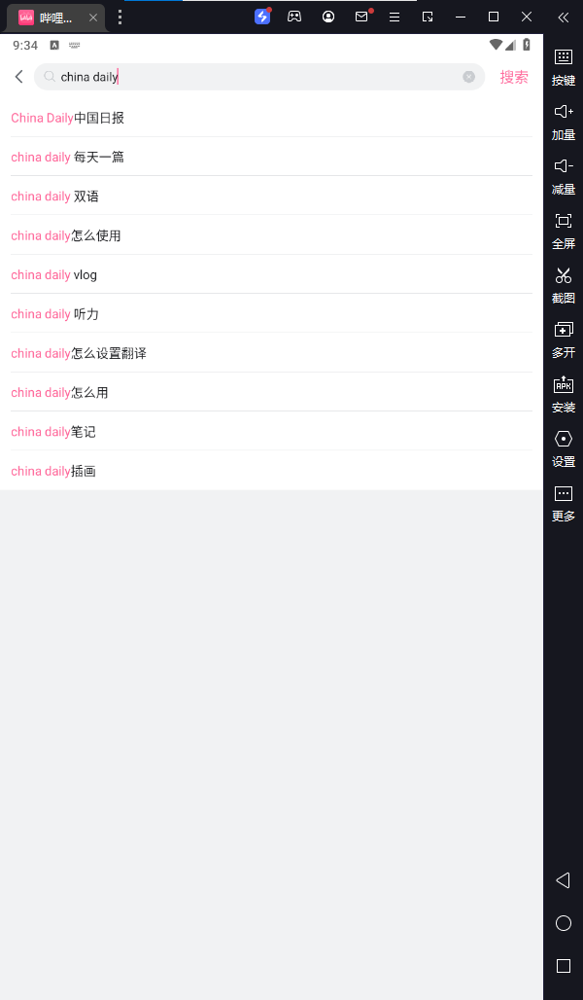 哔哩...
9:34
china daily
搜索
China Daily中国日报
china daily 每天一篇
china daily 双语
china daily怎么使用
china daily vlog
china daily 听力
china daily怎么设置翻译
china daily怎么用
china daily笔记
china daily插画
按键
加量
减量
全屏
截图
多开
APK
安装
设置
更多